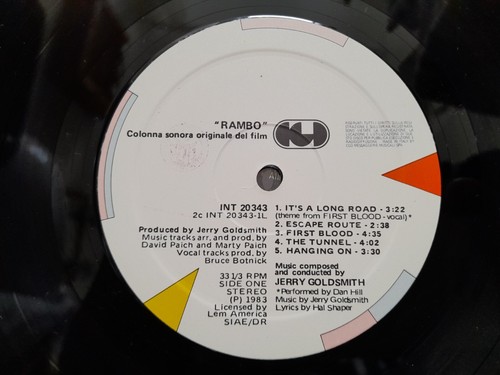 "RAMBO"
Colonna sonora originale del film
INT 20343
2c INT 20343-1L
Produced by Jerry Goldsmith
Music tracks arr. and prod. by
David Paich and Marty Paich
Vocal tracks prod. by
Bruce Botnick
33 1/3 RPM
SIDE ONE
STEREO
(P) 1983
Licensed by
Lem America
SIAE/DR
1. IT'S A LONG ROAD - 3:22
(theme from FIRST BLOOD - vocal)*
2. ESCAPE ROUTE - 2:38
3. FIRST BLOOD - 4:35
4. THE TUNNEL - 4:02
5. HANGING ON - 3:30
Music composed
and conducted by
JERRY GOLDSMITH
*Performed by Dan Hill
Music by Jerry Goldsmith
Lyrics by Hal Shaper